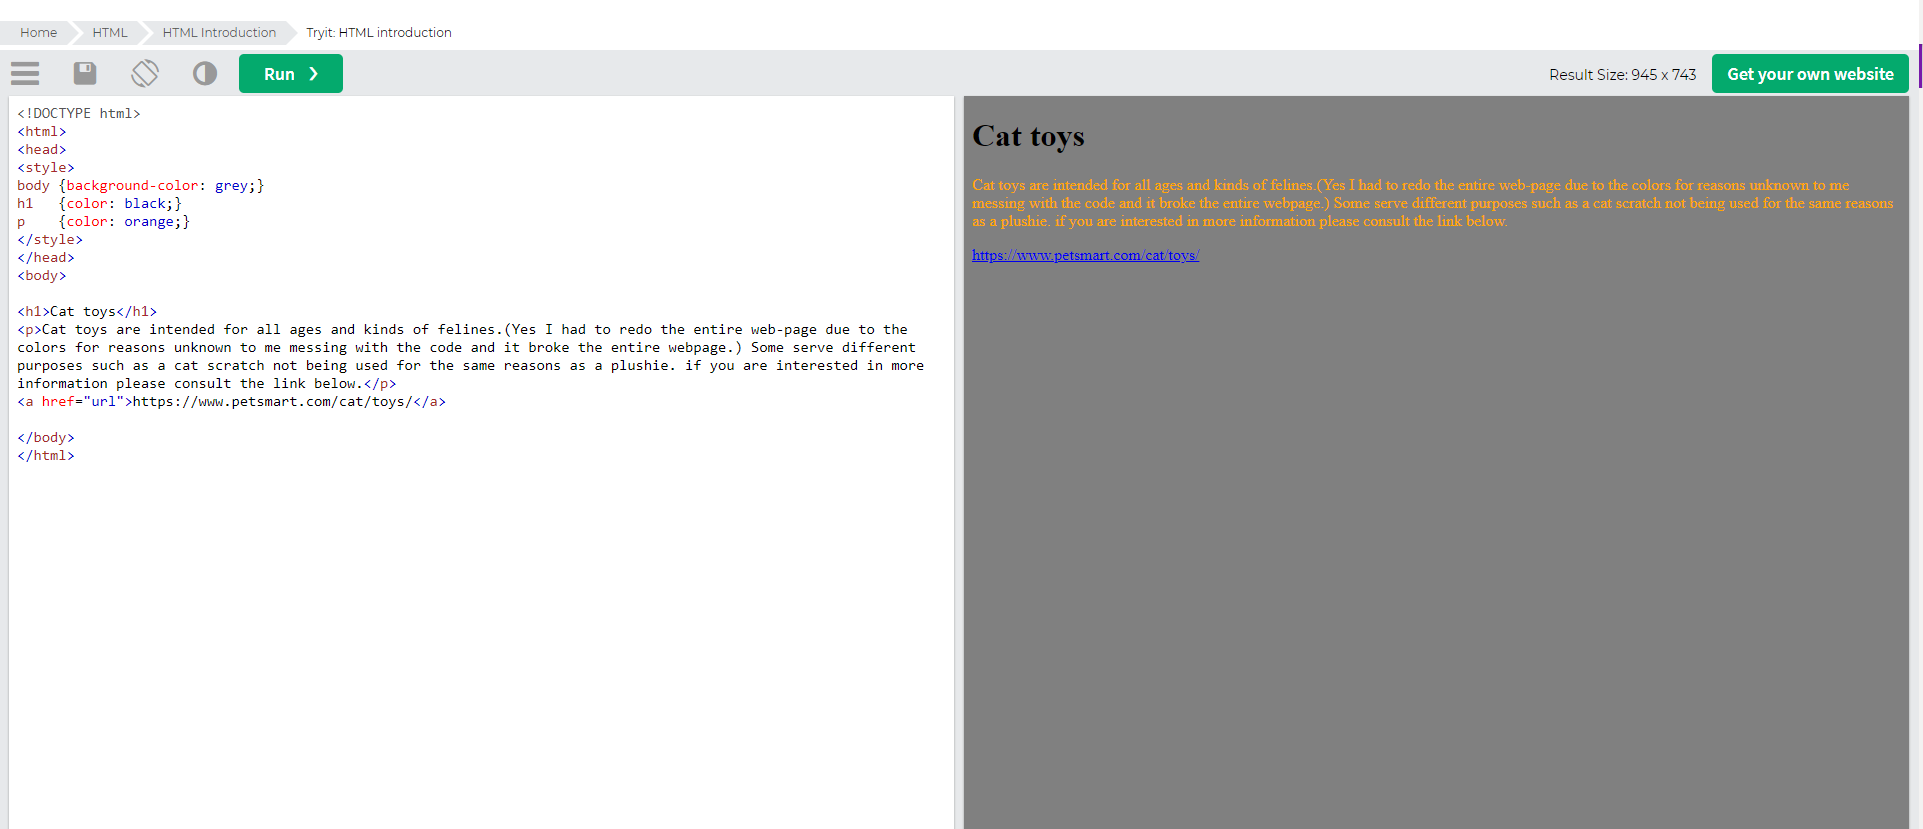 Home HTML HTML Introduction Tryit: HTML introduction
Run ❯ Result Size: 945 x 743 Get your own website
<!DOCTYPE html>
<html>
<head>
<style>
body {background-color: grey;}
h1   {color: black;}
p    {color: orange;}
</style>
</head>
<body>
<h1>Cat toys</h1>
<p>Cat toys are intended for all ages and kinds of felines.(Yes I had to redo the entire web-page due to the
colors for reasons unknown to me messing with the code and it broke the entire webpage.) Some serve different
purposes such as a cat scratch not being used for the same reasons as a plushie. if you are interested in more
information please consult the link below.</p>
<a href="url">https://www.petsmart.com/cat/toys/</a>
</body>
</html>
Cat toys
Cat toys are intended for all ages and kinds of felines.(Yes I had to redo the entire web-page due to the colors for reasons unknown to me
messing with the code and it broke the entire webpage.) Some serve different purposes such as a cat scratch not being used for the same reasons
as a plushie. if you are interested in more information please consult the link below.
https://www.petsmart.com/cat/toys/